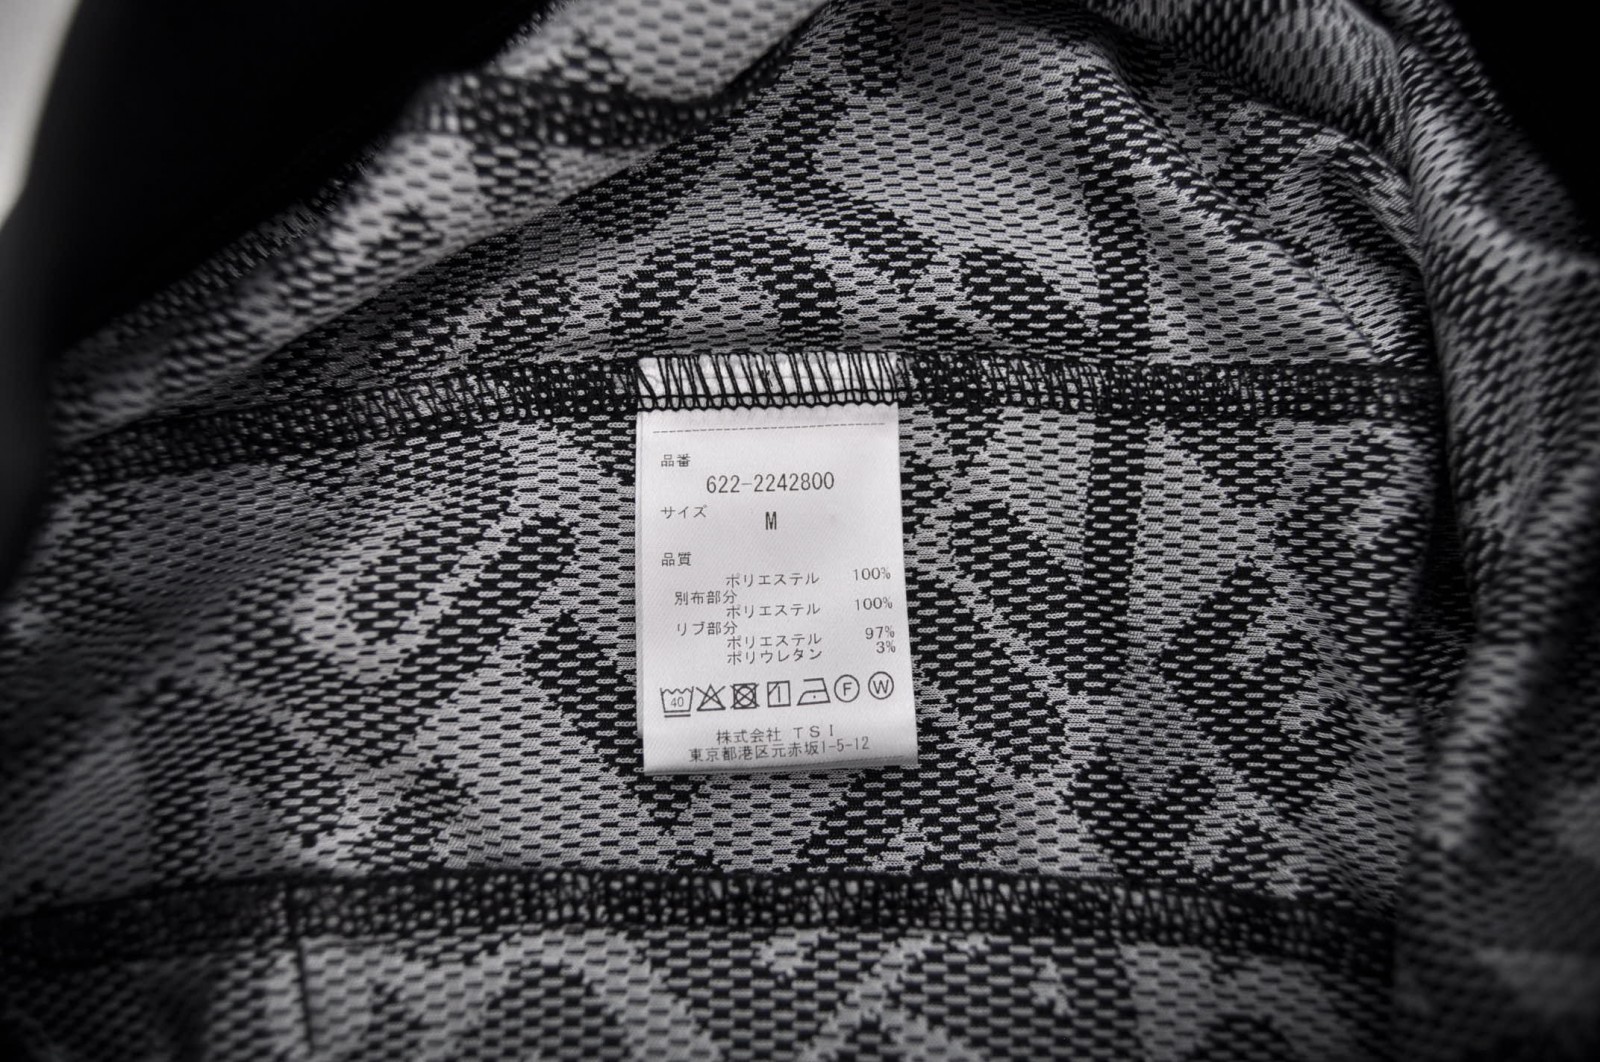 品番
622-2242800
サイズ
M
品質
ポリエステル 100%
別布部分
ポリエステル 100%
リブ部分
ポリエステル 97%
ポリウレタン 3%
40 F W
株式会社 TSI
東京都港区元赤坂1-5-12